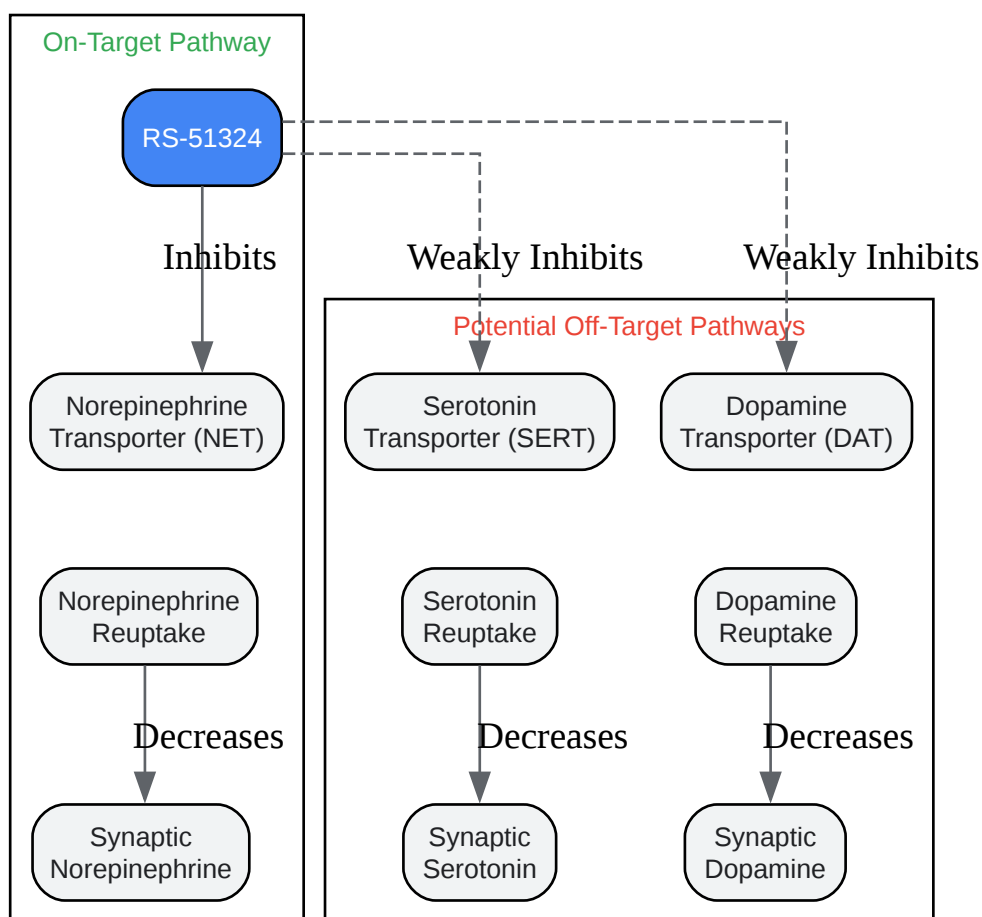 On-Target Pathway
RS-51324
Inhibits
Weakly Inhibits
Weakly Inhibits
Potential Off-Target Pathways
Norepinephrine
Transporter (NET)
Serotonin
Transporter (SERT)
Dopamine
Transporter (DAT)
Norepinephrine
Reuptake
Serotonin
Reuptake
Dopamine
Reuptake
Decreases
Decreases
Decreases
Synaptic
Norepinephrine
Synaptic
Serotonin
Synaptic
Dopamine